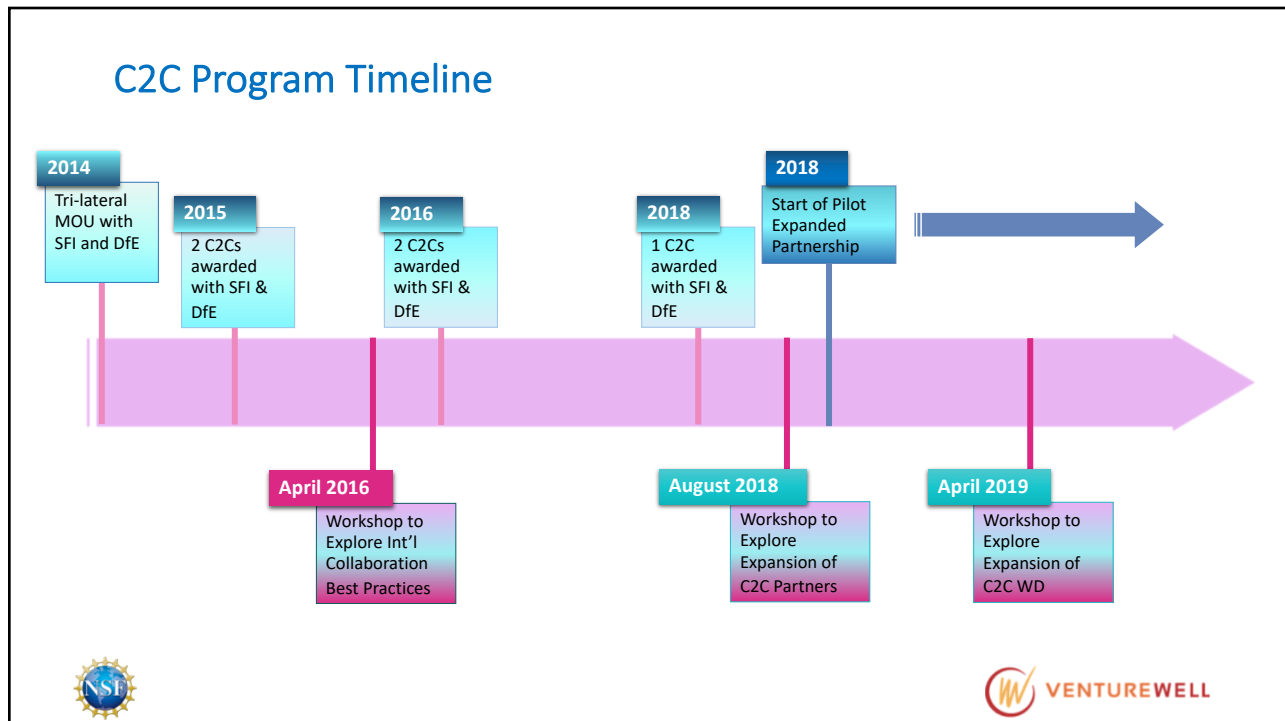 C2C Program Timeline
2014
Tri-lateral
MOU with
SFI and DfE
2015
2 C2Cs
awarded
with SFI &
DfE
2016
2 C2Cs
awarded
with SFI &
DfE
2018
1 C2C
awarded
with SFI &
DfE
2018
Start of Pilot
Expanded
Partnership
April 2016
Workshop to
Explore Int’l
Collaboration
Best Practices
August 2018
Workshop to
Explore
Expansion of
C2C Partners
April 2019
Workshop to
Explore
Expansion of
C2C WD
NSF
VENTUREWELL